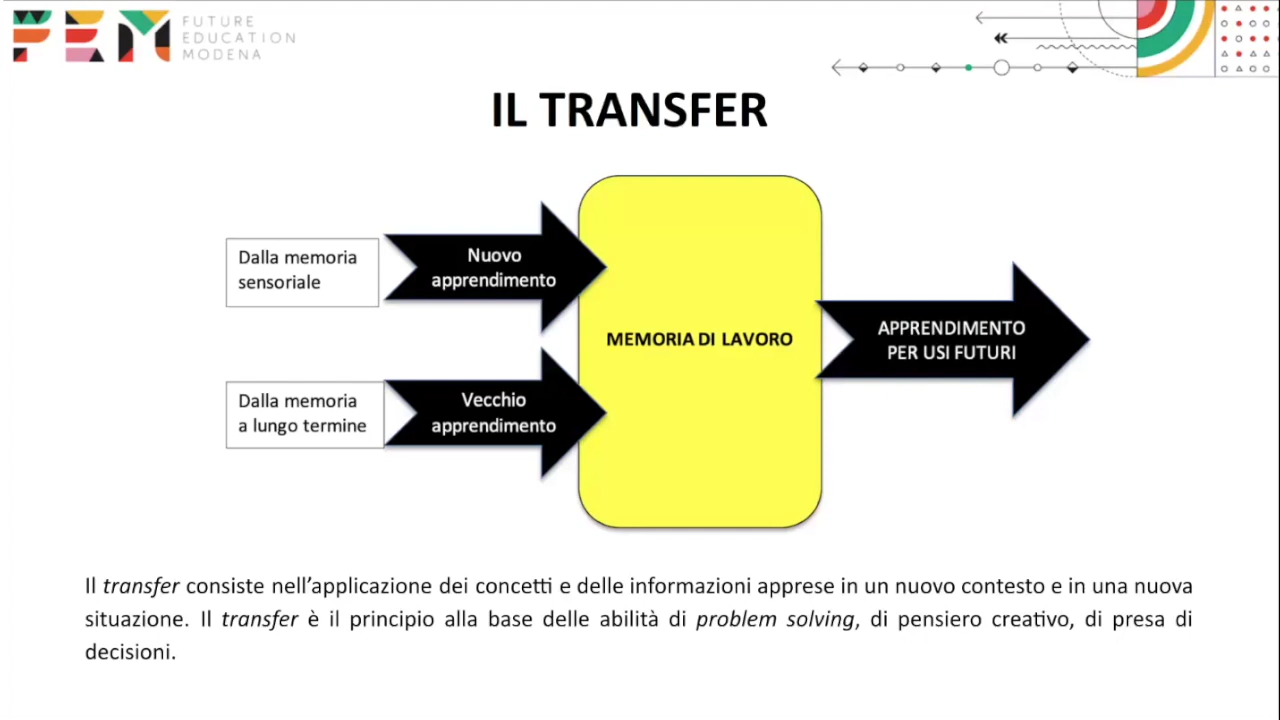 FEM
FUTURE
EDUCATION
MODENA
IL TRANSFER
Dalla memoria
sensoriale
Nuovo
apprendimento
MEMORIA DI LAVORO
APPRENDIMENTO
PER USI FUTURI
Dalla memoria
a lungo termine
Vecchio
apprendimento
Il transfer consiste nell’applicazione dei concetti e delle informazioni apprese in un nuovo contesto e in una nuova
situazione. Il transfer è il principio alla base delle abilità di problem solving, di pensiero creativo, di presa di
decisioni.